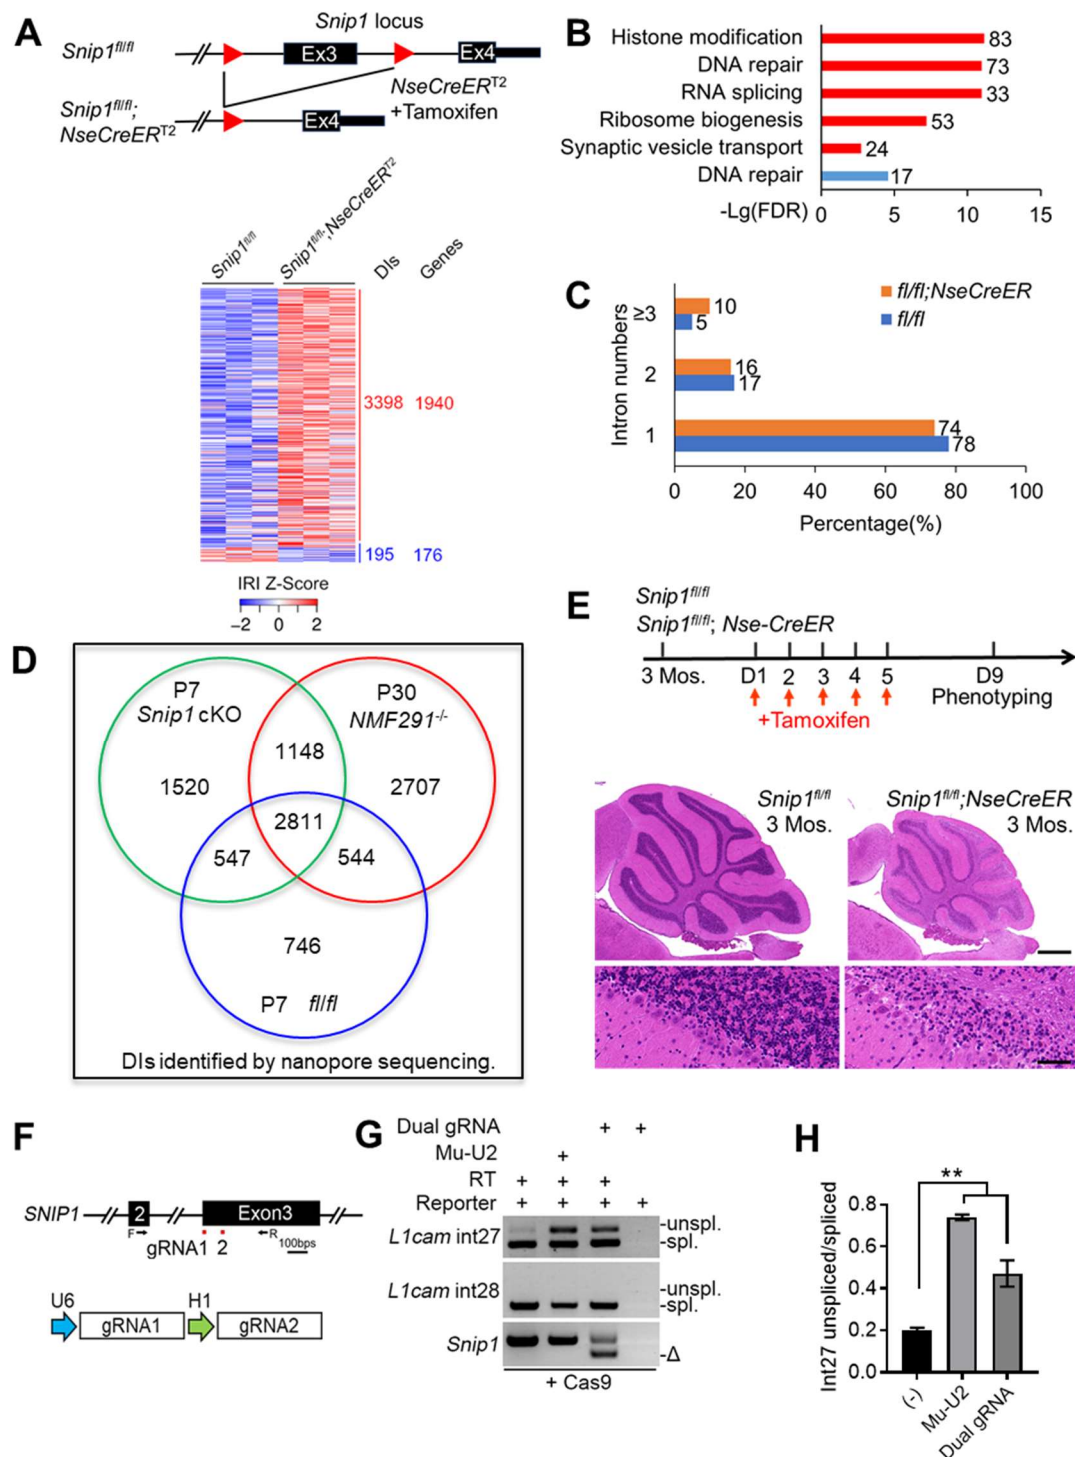 A
Snip1 locus
Snip1fl/fl
Ex3
Ex4
NseCreERT2
+Tamoxifen
Snip1fl/fl;
NseCreERT2
Ex4
Snip1fl/fl
Snip1fl/fl;NseCreERT2
DIs
Genes
3398 1940
195 176
IRI Z-Score
−2 0 2
B
Histone modification 83
DNA repair 73
RNA splicing 33
Ribosome biogenesis 53
Synaptic vesicle transport 24
DNA repair 17
-Lg(FDR) 0 5 10 15
C
fl/fl;NseCreER
fl/fl
Intron numbers
≥3
10
5
2
16
17
1
74
78
0 20 40 60 80 100
Percentage(%)
D
P7
Snip1 cKO
P30
NMF291-/-
1148
1520
2707
2811
547
544
746
P7 fl/fl
DIs identified by nanopore sequencing.
E
Snip1fl/fl
Snip1fl/fl; Nse-CreER
3 Mos. D1 2 3 4 5 D9
+Tamoxifen
Phenotyping
Snip1fl/fl
3 Mos.
Snip1fl/fl;NseCreER
3 Mos.
F
SNIP1
2
Exon3
F
R
gRNA1 2
100bps
U6
H1
gRNA1
gRNA2
G
Dual gRNA + +
Mu-U2 +
RT + + +
Reporter + + + +
L1cam int27
-unspl.
-spl.
L1cam int28
-unspl.
-spl.
Snip1
-Δ
+ Cas9
H
**
Int27 unspliced/spliced
0.8
0.6
0.4
0.2
0.0
(-)
Mu-U2
Dual gRNA